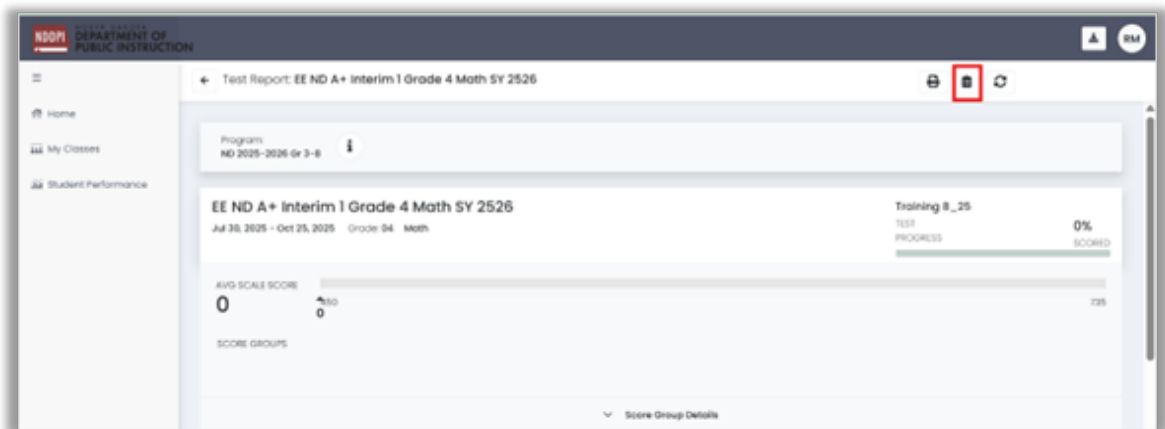 NDDPI NORTH DAKOTA
DEPARTMENT OF
PUBLIC INSTRUCTION
RM
Test Report: EE ND A+ Interim 1 Grade 4 Math SY 2526
Home
My Classes
Student Performance
Program:
ND 2025-2026 Gr 3-8
EE ND A+ Interim 1 Grade 4 Math SY 2526
Jul 30, 2025 - Oct 25, 2025 Grade: 04 Math
Training 8_25
TEST
PROGRESS
0%
SCORED
AVG SCALE SCORE
0
0
735
SCORE GROUPS
Score Group Details